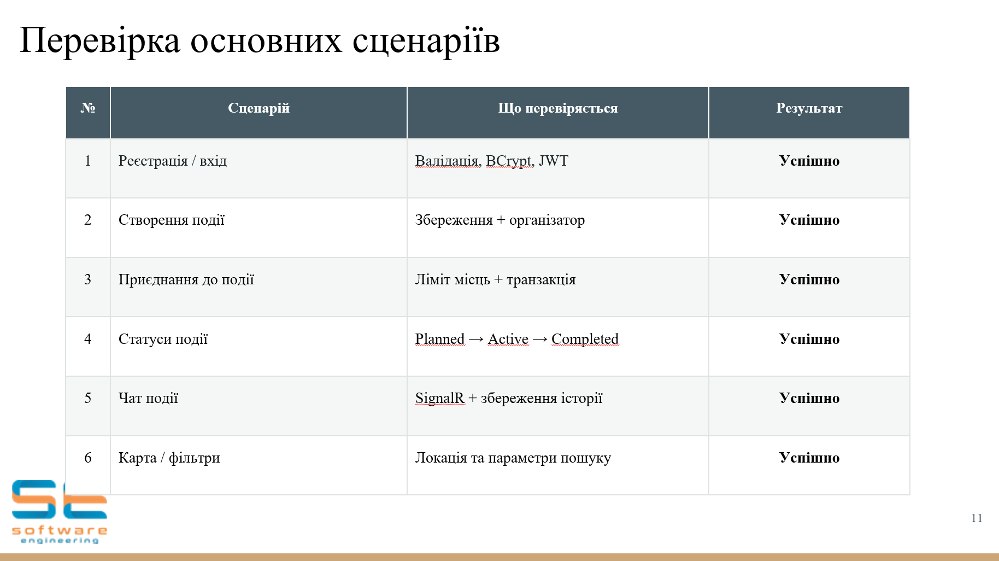 Перевірка основних сценаріїв
№ Сценарій Що перевіряється Результат
1 Реєстрація / вхід Валідація, BCrypt, JWT Успішно
2 Створення події Збереження + організатор Успішно
3 Приєднання до події Ліміт місць + транзакція Успішно
4 Статуси події Planned → Active → Completed Успішно
5 Чат події SignalR + збереження історії Успішно
6 Карта / фільтри Локація та параметри пошуку Успішно
software
engineering
11